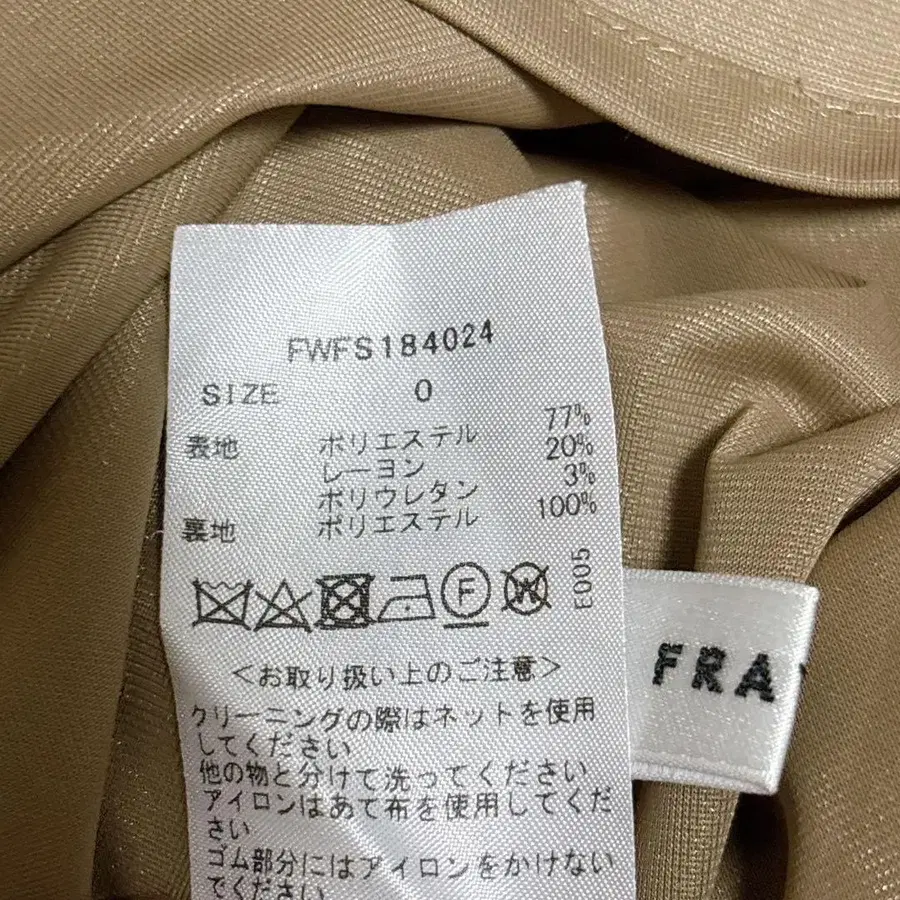 FWFS184024
SIZE 0
表地 ポリエステル 77%
レーヨン 20%
ポリウレタン 3%
裏地 ポリエステル 100%
E005
F
W
<お取り扱い上のご注意>
クリーニングの際はネットを使用
してください
他の物と分けて洗ってください
アイロンはあて布を使用してくだ
さい
ゴム部分にはアイロンをかけない
でください
FRA